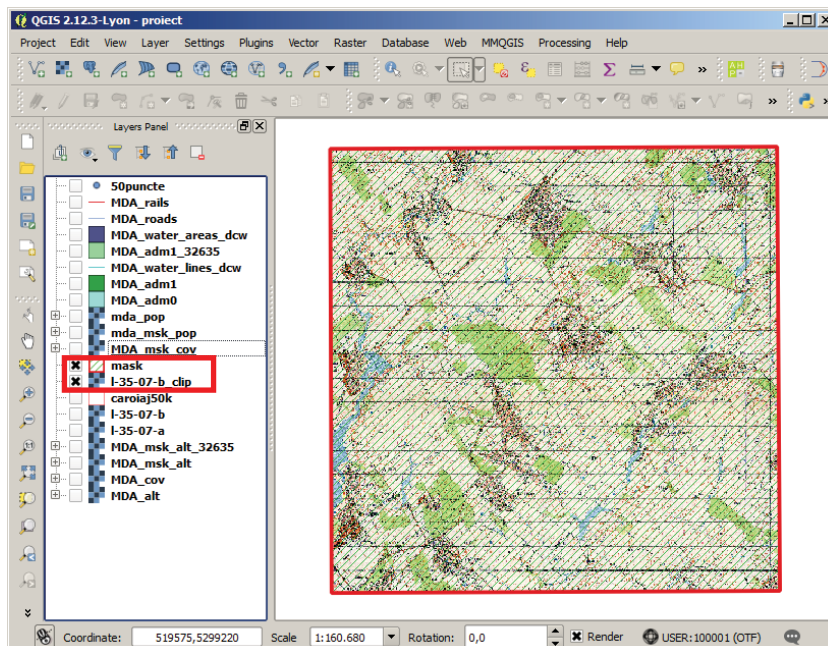 QGIS 2.12.3-Lyon - proiect
Project Edit View Layer Settings Plugins Vector Raster Database Web MMQGIS Processing Help
Layers Panel
50puncte
MDA_rails
MDA_roads
MDA_water_areas_dcw
MDA_adm1_32635
MDA_water_lines_dcw
MDA_adm1
MDA_adm0
mda_pop
mda_msk_pop
MDA_msk_cov
mask
l-35-07-b_clip
caroiaj50k
l-35-07-b
l-35-07-a
MDA_msk_alt_32635
MDA_msk_alt
MDA_cov
MDA_alt
Coordinate: 519575,5299220 Scale 1:160.680 Rotation: 0,0 Render USER:100001 (OTF)